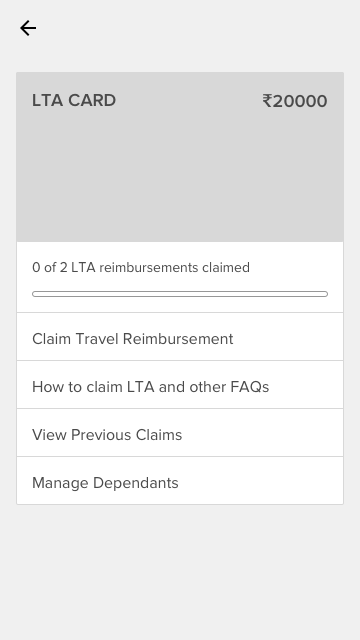 LTA CARD ₹20000
0 of 2 LTA reimbursements claimed
Claim Travel Reimbursement
How to claim LTA and other FAQs
View Previous Claims
Manage Dependants